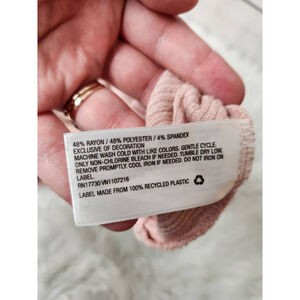 48% RAYON / 48% POLYESTER / 4% SPANDEX
EXCLUSIVE OF DECORATION
MACHINE WASH COLD WITH LIKE COLORS. GENTLE CYCLE.
ONLY NON-CHLORINE BLEACH IF NEEDED. TUMBLE DRY LOW.
REMOVE PROMPTLY. COOL IRON IF NEEDED. DO NOT IRON ON
LABEL.
RN17730 VN1107216
LABEL MADE FROM 100% RECYCLED PLASTIC